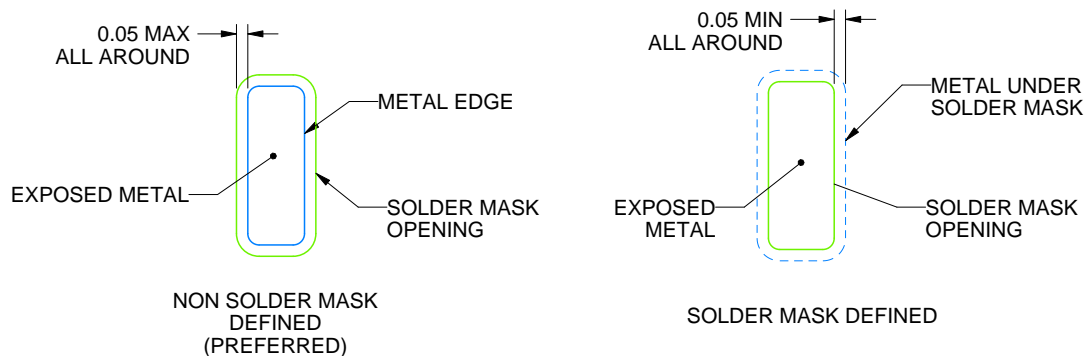 0.05 MAX
ALL AROUND
METAL EDGE
EXPOSED METAL
SOLDER MASK
OPENING
NON SOLDER MASK
DEFINED
(PREFERRED)
0.05 MIN
ALL AROUND
METAL UNDER
SOLDER MASK
EXPOSED
METAL
SOLDER MASK
OPENING
SOLDER MASK DEFINED